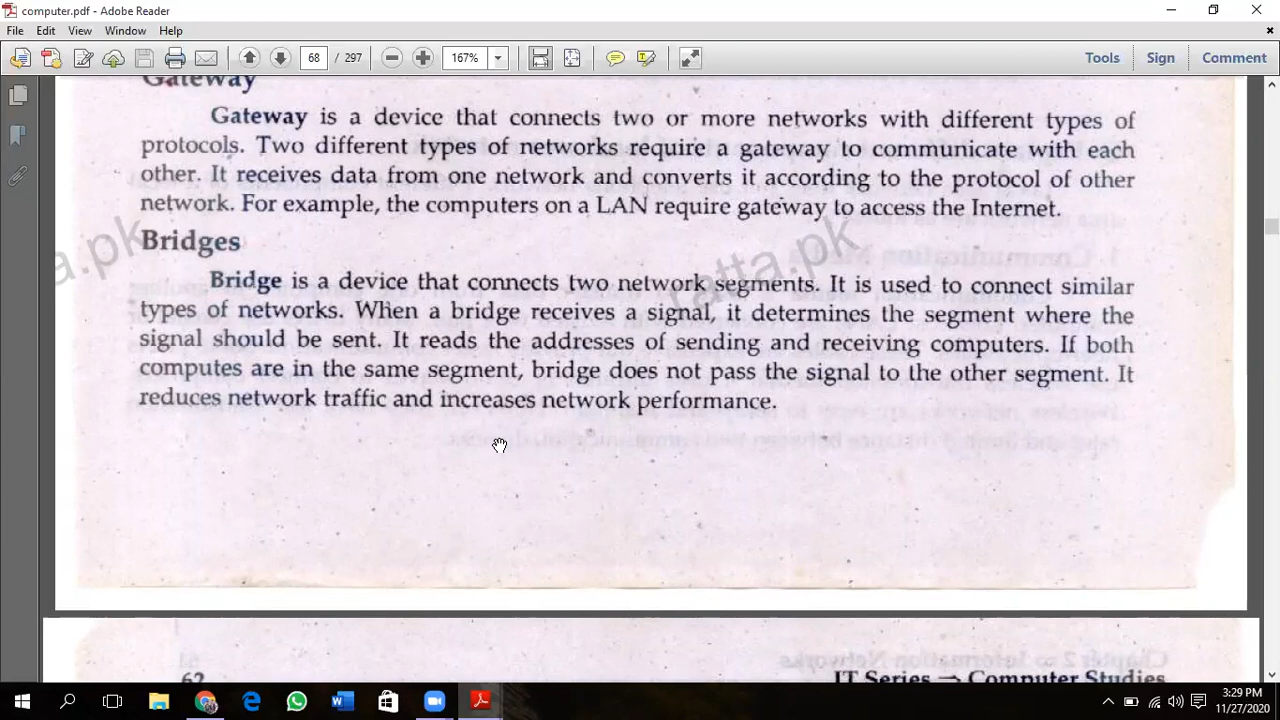 computer.pdf - Adobe Reader
File Edit View Window Help
68 / 297 167% Tools Sign Comment
Gateway
Gateway is a device that connects two or more networks with different types of
protocols. Two different types of networks require a gateway to communicate with each
other. It receives data from one network and converts it according to the protocol of other
network. For example, the computers on a LAN require gateway to access the Internet.
Bridges
Bridge is a device that connects two network segments. It is used to connect similar
types of networks. When a bridge receives a signal, it determines the segment where the
signal should be sent. It reads the addresses of sending and receiving computers. If both
computes are in the same segment, bridge does not pass the signal to the other segment. It
reduces network traffic and increases network performance.
62 IT Series → Computer Studies
3:29 PM
11/27/2020